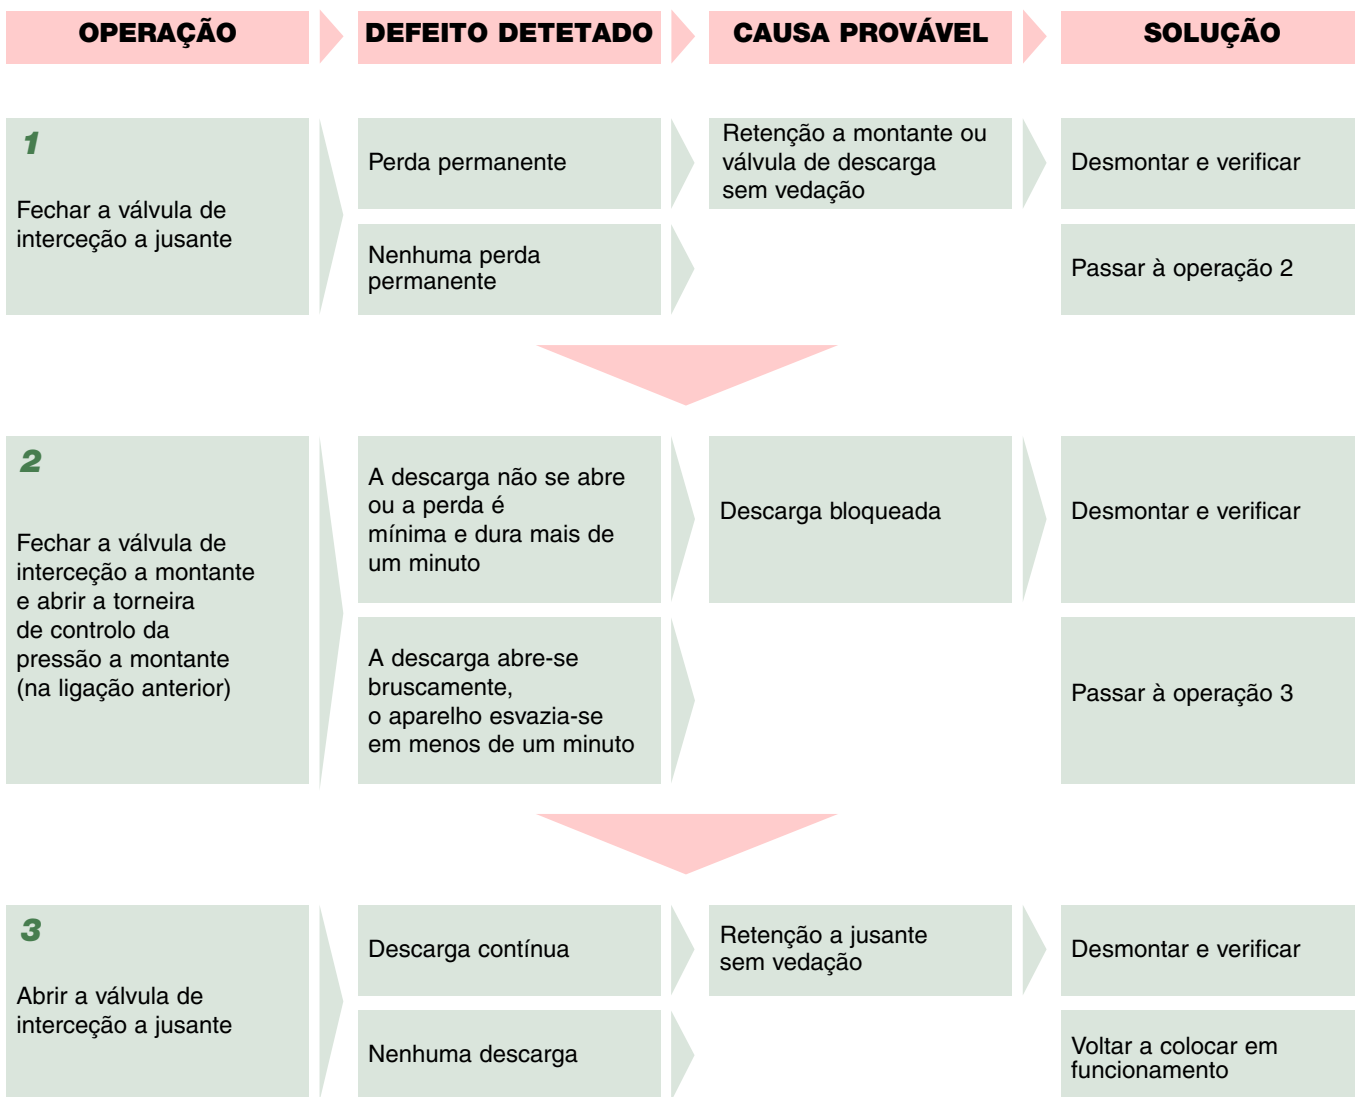 OPERAÇÃO
DEFEITO DETETADO
CAUSA PROVÁVEL
SOLUÇÃO
1
Fechar a válvula de
interceção a jusante
Perda permanente
Retenção a montante ou
válvula de descarga
sem vedação
Desmontar e verificar
Nenhuma perda
permanente
Passar à operação 2
2
Fechar a válvula de
interceção a montante
e abrir a torneira
de controlo da
pressão a montante
(na ligação anterior)
A descarga não se abre
ou a perda é
mínima e dura mais de
um minuto
Descarga bloqueada
Desmontar e verificar
A descarga abre-se
bruscamente,
o aparelho esvazia-se
em menos de um minuto
Passar à operação 3
3
Abrir a válvula de
interceção a jusante
Descarga contínua
Retenção a jusante
sem vedação
Desmontar e verificar
Nenhuma descarga
Voltar a colocar em
funcionamento